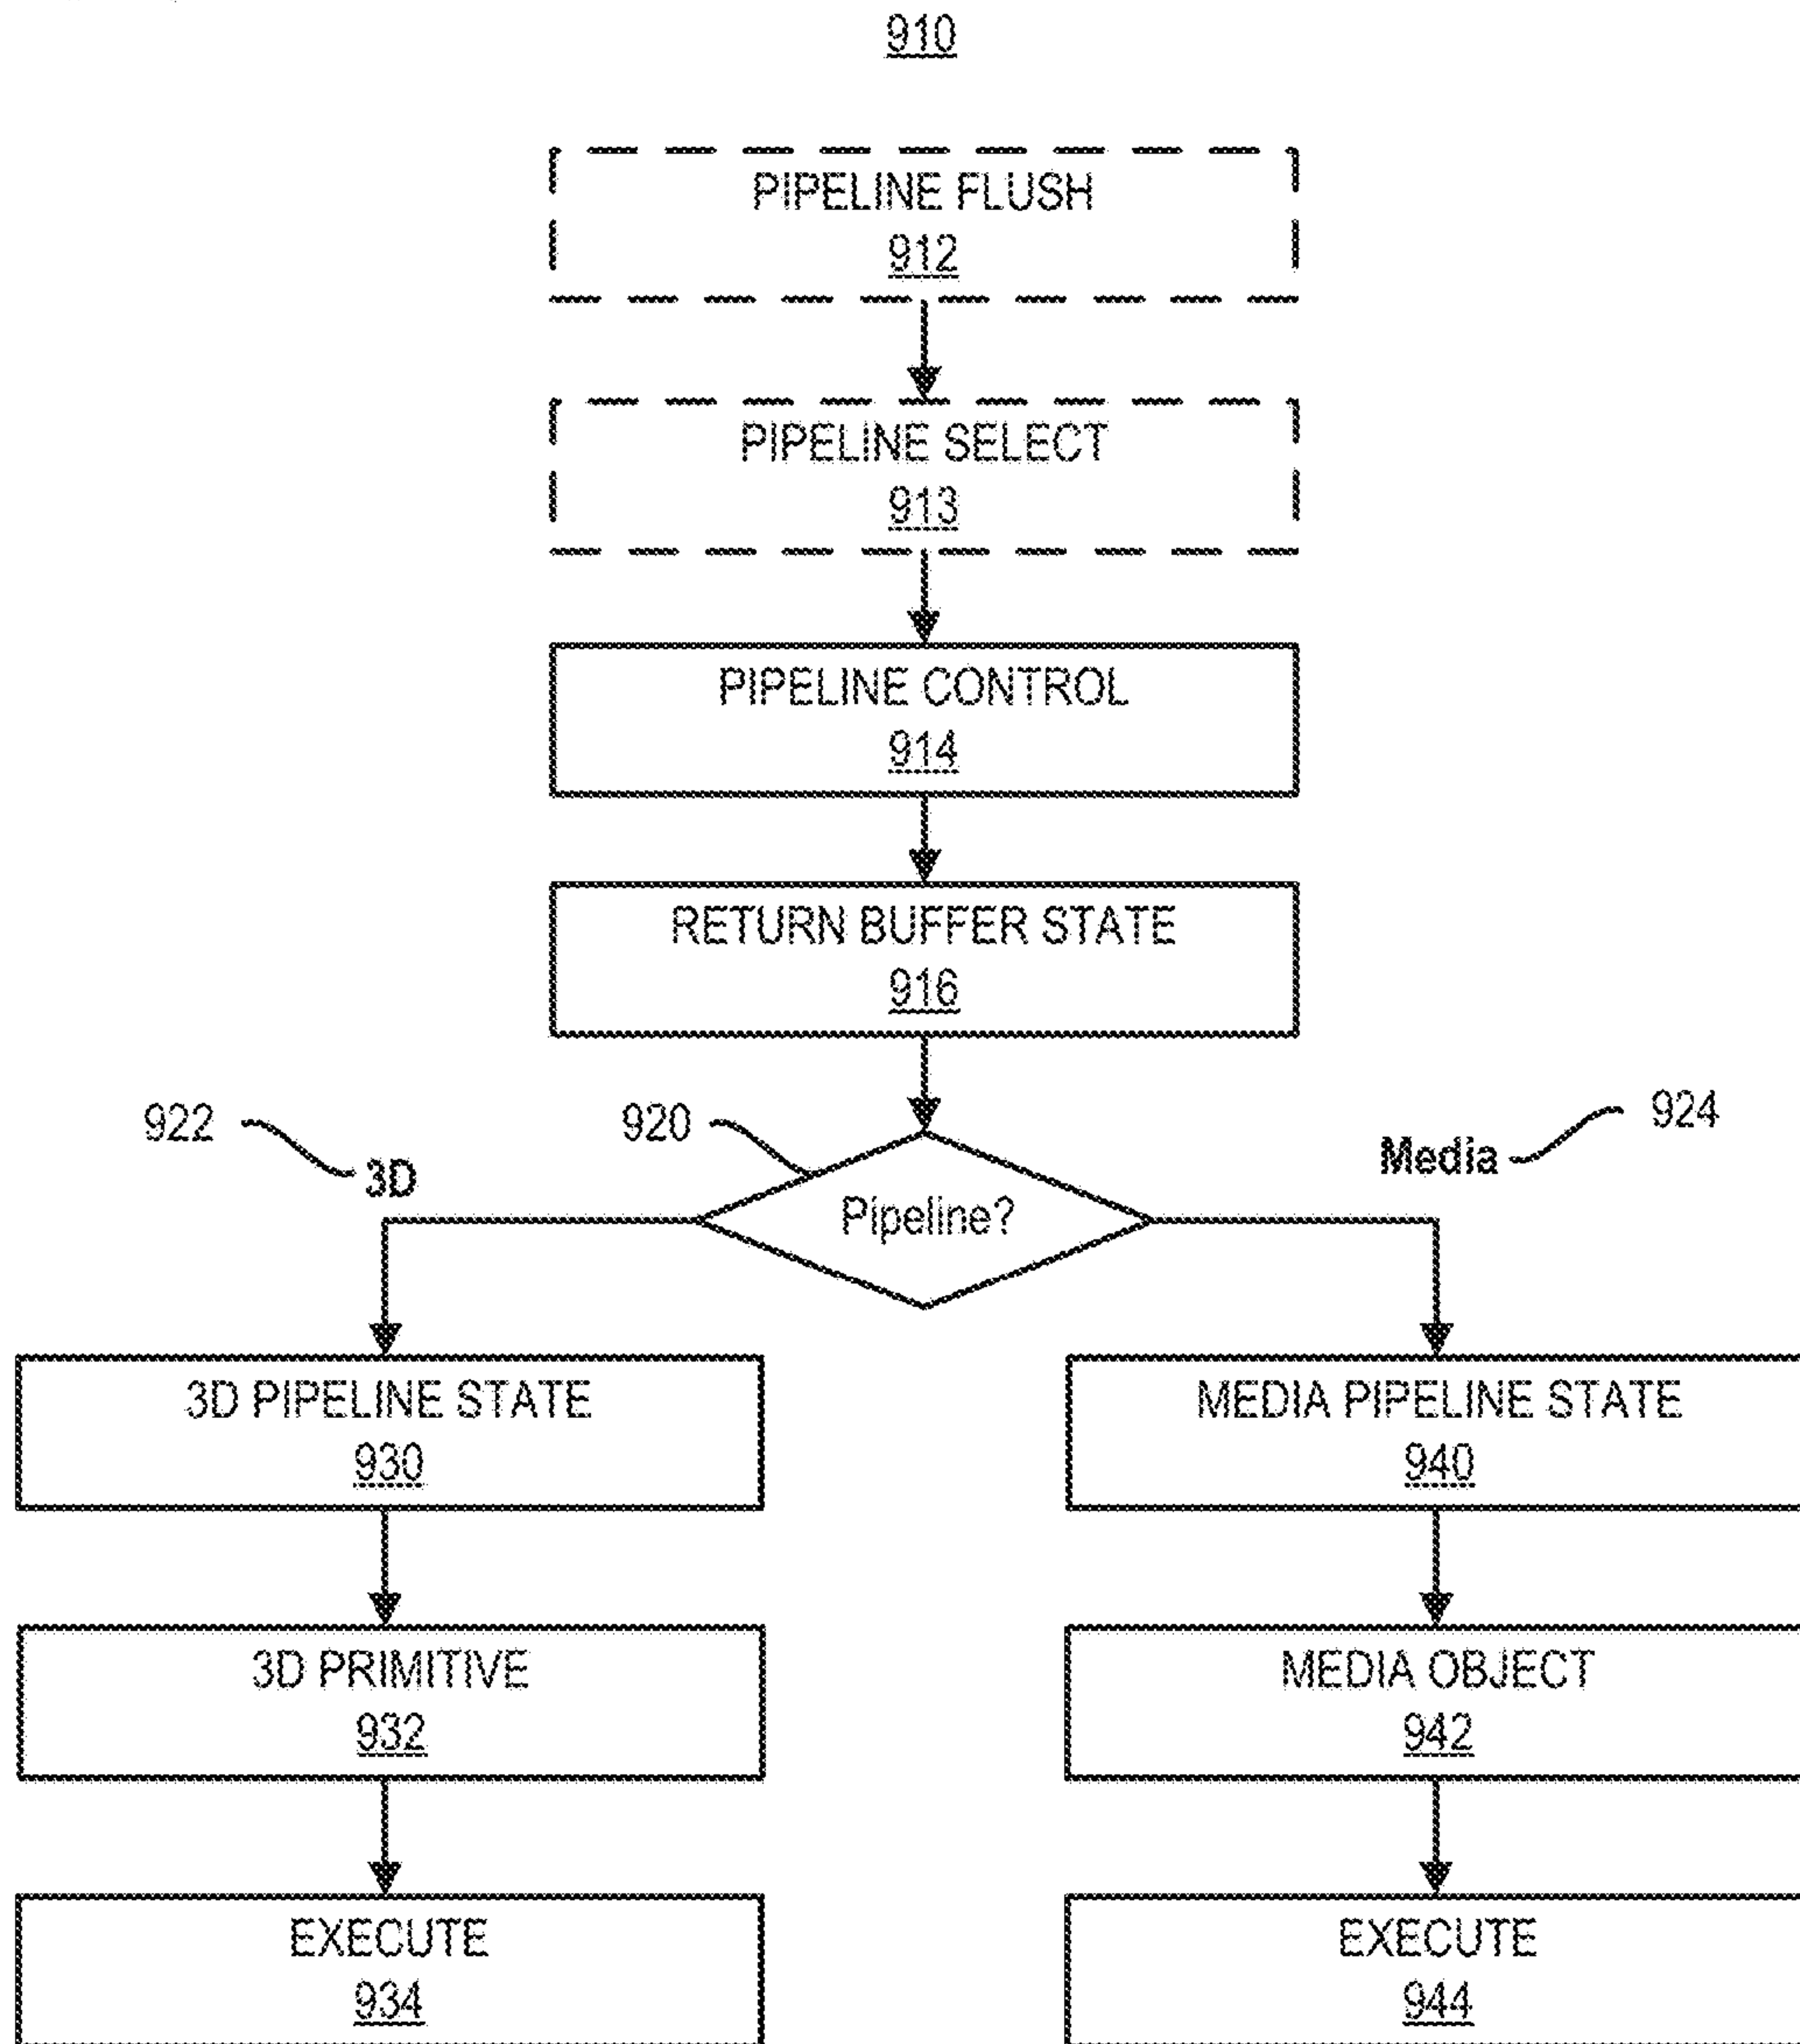 910
PIPELINE FLUSH
912
PIPELINE SELECT
913
PIPELINE CONTROL
914
RETURN BUFFER STATE
916
922
3D
920
Pipeline?
Media
924
3D PIPELINE STATE
930
MEDIA PIPELINE STATE
940
3D PRIMITIVE
932
MEDIA OBJECT
942
EXECUTE
934
EXECUTE
944